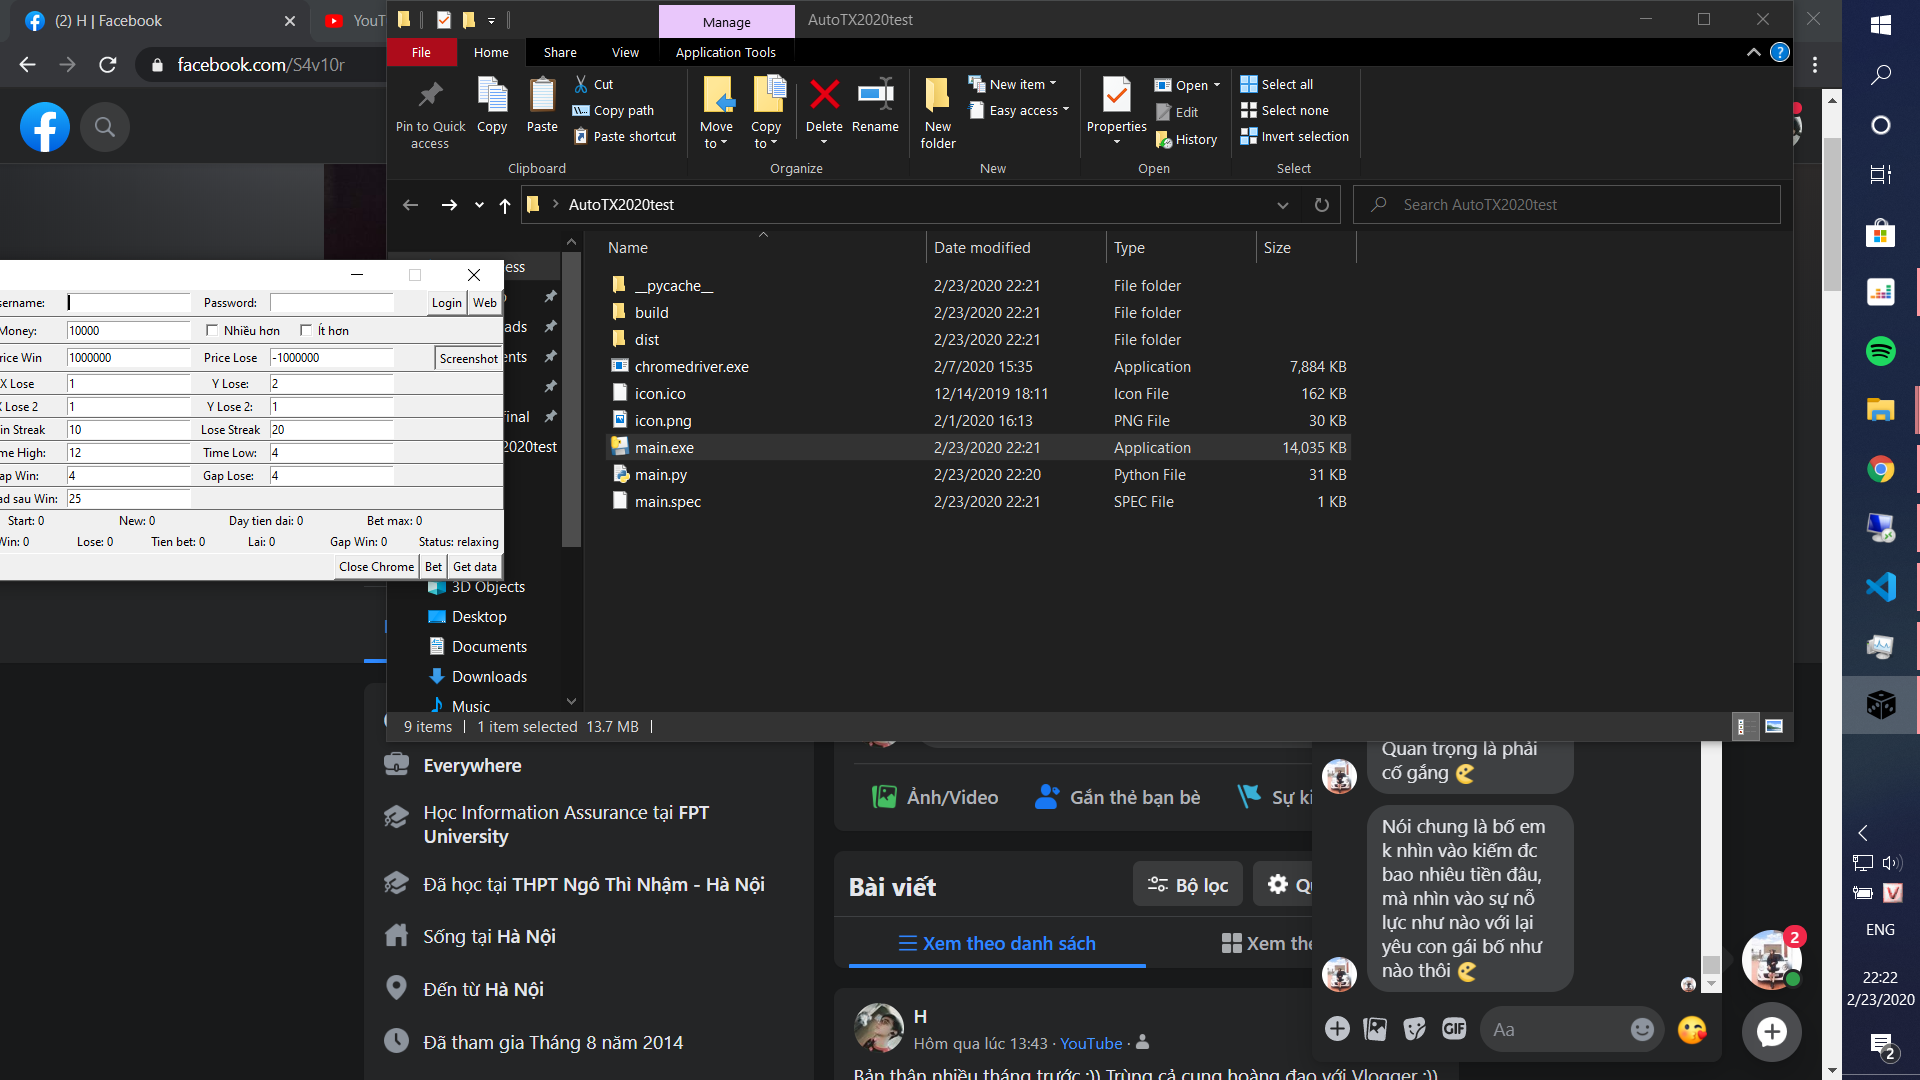 (2) H | Facebook
YouT
facebook.com/S4v10r
Manage
AutoTX2020test
File
Home
Share
View
Application Tools
Pin to Quick access
Copy
Paste
Cut
Copy path
Paste shortcut
Clipboard
Move to
Copy to
Delete
Rename
Organize
New folder
New item
Easy access
New
Properties
Open
Edit
History
Open
Select all
Select none
Invert selection
Select
AutoTX2020test
Search AutoTX2020test
Name
Date modified
Type
Size
__pycache__ 2/23/2020 22:21 File folder
build 2/23/2020 22:21 File folder
dist 2/23/2020 22:21 File folder
chromedriver.exe 2/7/2020 15:35 Application 7,884 KB
icon.ico 12/14/2019 18:11 Icon File 162 KB
icon.png 2/1/2020 16:13 PNG File 30 KB
main.exe 2/23/2020 22:21 Application 14,035 KB
main.py 2/23/2020 22:20 Python File 31 KB
main.spec 2/23/2020 22:21 SPEC File 1 KB
ess
ads
ents
inal
2020test
3D Objects
Desktop
Documents
Downloads
Music
9 items
1 item selected 13.7 MB
sername: Password: Login Web
Money: 10000 Nhiều hơn Ít hơn
rice Win 1000000 Price Lose -1000000 Screenshot
X Lose 1 Y Lose: 2
X Lose 2 1 Y Lose 2: 1
in Streak 10 Lose Streak 20
me High: 12 Time Low: 4
ap Win: 4 Gap Lose: 4
ad sau Win: 25
Start: 0 New: 0 Day tien dai: 0 Bet max: 0
Win: 0 Lose: 0 Tien bet: 0 Lai: 0 Gap Win: 0 Status: relaxing
Close Chrome Bet Get data
Everywhere
Học Information Assurance tại FPT
University
Đã học tại THPT Ngô Thì Nhậm - Hà Nội
Sống tại Hà Nội
Đến từ Hà Nội
Đã tham gia Tháng 8 năm 2014
Ảnh/Video
Gắn thẻ bạn bè
Sự ki
Bài viết
Bộ lọc
Qu
Xem theo danh sách
Xem the
H
Hôm qua lúc 13:43 · YouTube ·
Bản thân nhiều tháng trước :)) Trùng cả cung hoàng đạo với Vlogger :))
Quan trọng là phải
cố gắng
Nói chung là bố em
k nhìn vào kiếm đc
bao nhiêu tiền đâu,
mà nhìn vào sự nỗ
lực như nào với lại
yêu con gái bố như
nào thôi
GIF
Aa
2
ENG
22:22
2/23/2020
2